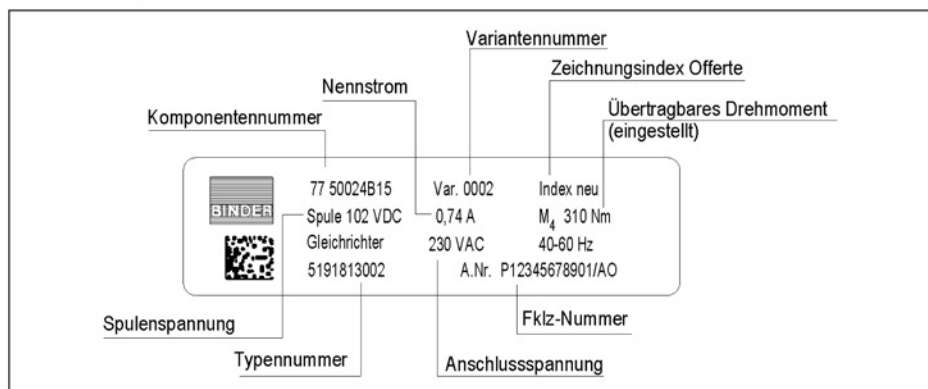 Variantennummer
Zeichnungsindex Offerte
Nennstrom
Übertragbares Drehmoment
(eingestellt)
Komponentennummer
77 50024B15 Var. 0002 Index neu
BINDER
Spule 102 VDC 0,74 A M4 310 Nm
Gleichrichter 230 VAC 40-60 Hz
5191813002 A.Nr. P12345678901/AO
Spulenspannung
Fklz-Nummer
Typennummer
Anschlussspannung